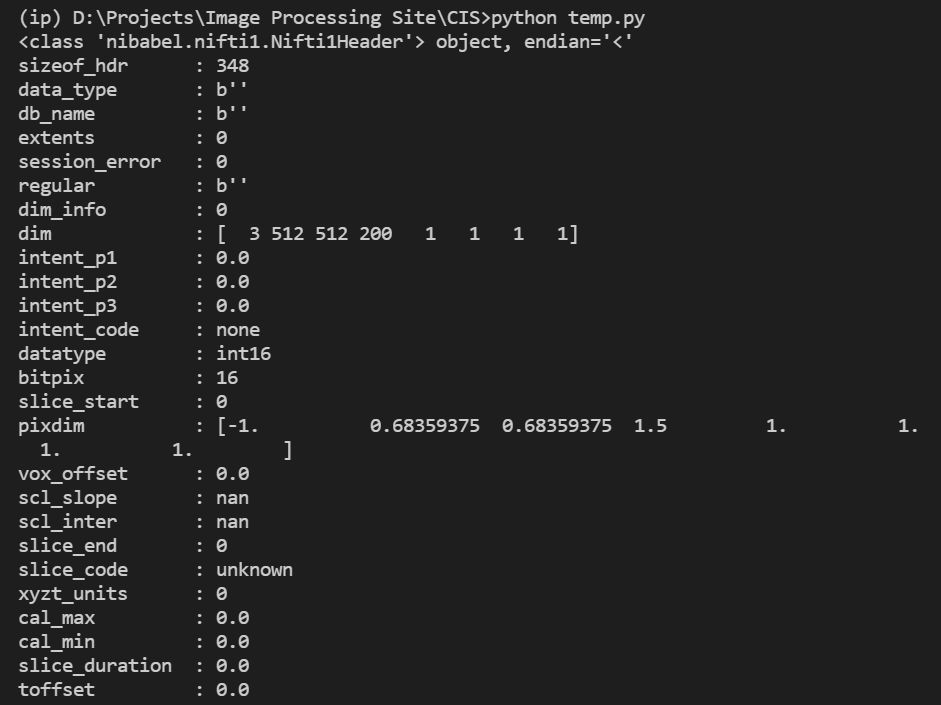 (ip) D:\Projects\Image Processing Site\CIS>python temp.py
<class 'nibabel.nifti1.Nifti1Header'> object, endian='<'
sizeof_hdr      : 348
data_type       : b''
db_name         : b''
extents         : 0
session_error   : 0
regular         : b''
dim_info        : 0
dim             : [  3 512 512 200   1   1   1   1]
intent_p1       : 0.0
intent_p2       : 0.0
intent_p3       : 0.0
intent_code     : none
datatype        : int16
bitpix          : 16
slice_start     : 0
pixdim          : [-1.          0.68359375  0.68359375  1.5         1.          1.
  1.          1.        ]
vox_offset      : 0.0
scl_slope       : nan
scl_inter       : nan
slice_end       : 0
slice_code      : unknown
xyzt_units      : 0
cal_max         : 0.0
cal_min         : 0.0
slice_duration  : 0.0
toffset         : 0.0